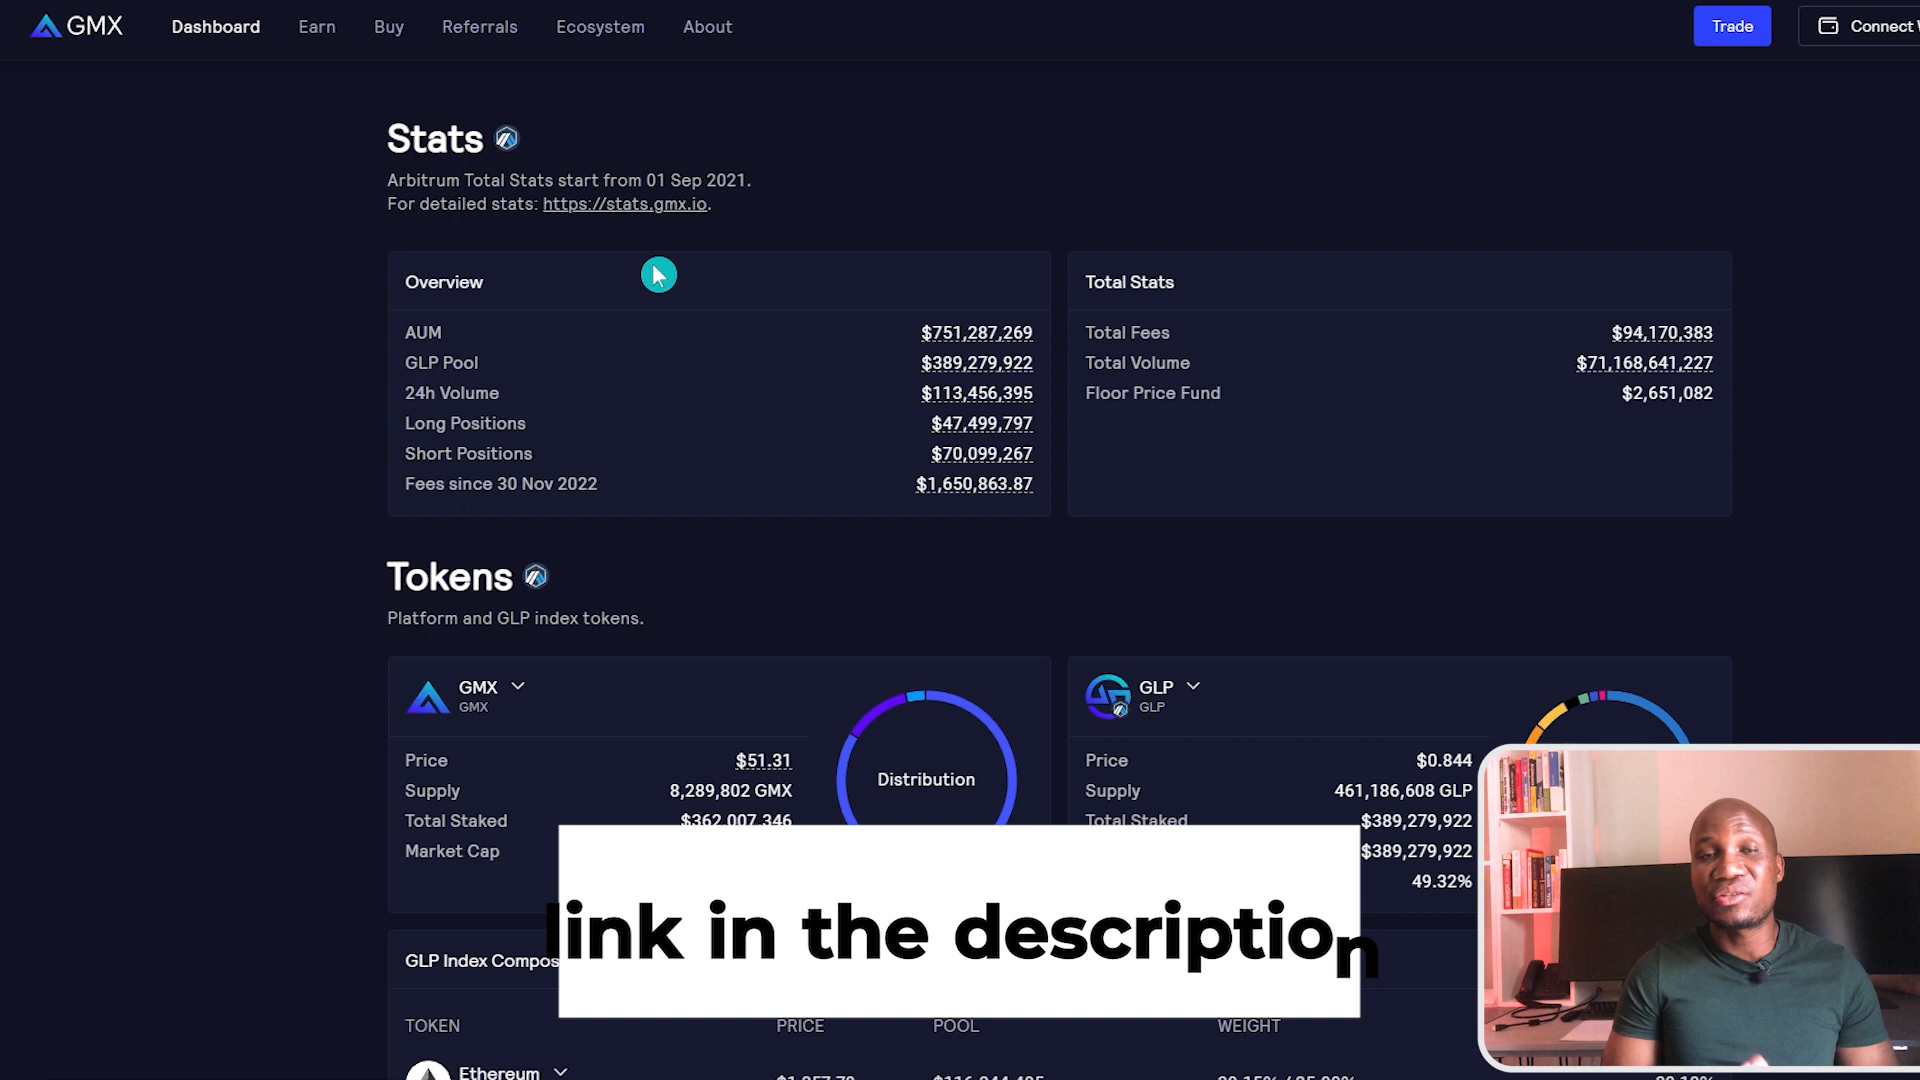 GMX Dashboard Earn Buy Referrals Ecosystem About Trade Connect
Stats
Arbitrum Total Stats start from 01 Sep 2021.
For detailed stats: https://stats.gmx.io.
Overview
AUM $751,287,269
GLP Pool $389,279,922
24h Volume $113,456,395
Long Positions $47,499,797
Short Positions $70,099,267
Fees since 30 Nov 2022 $1,650,863.87
Total Stats
Total Fees $94,170,383
Total Volume $71,168,641,227
Floor Price Fund $2,651,082
Tokens
Platform and GLP index tokens.
GMX
GMX
Price $51.31
Supply 8,289,802 GMX
Total Staked $362,007,346
Market Cap
Distribution
GLP
GLP
Price $0.844
Supply 461,186,608 GLP
Total Staked $389,279,922
$389,279,922
49.32%
link in the description
GLP Index Compos
TOKEN PRICE POOL WEIGHT
Ethereum